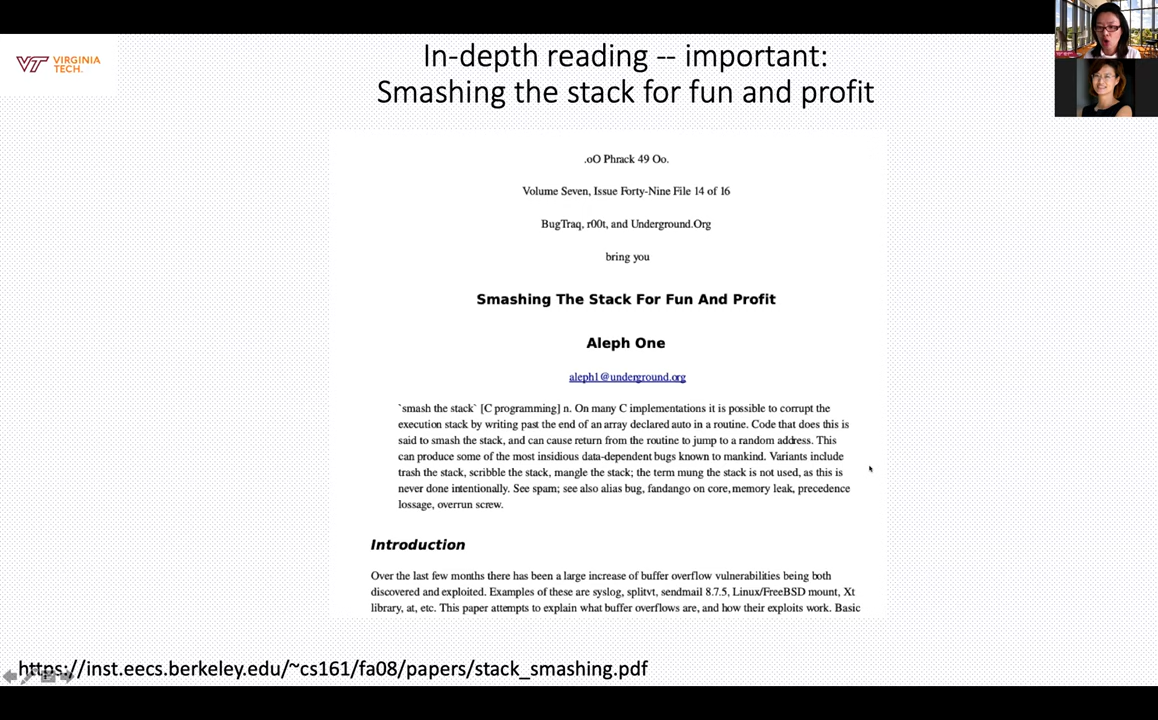 VIRGINIA
TECH
In-depth reading -- important:
Smashing the stack for fun and profit
.oO Phrack 49 Oo.
Volume Seven, Issue Forty-Nine File 14 of 16
BugTraq, r00t, and Underground.Org
bring you
Smashing The Stack For Fun And Profit
Aleph One
aleph1@underground.org
`smash the stack` [C programming] n. On many C implementations it is possible to corrupt the
execution stack by writing past the end of an array declared auto in a routine. Code that does this is
said to smash the stack, and can cause return from the routine to jump to a random address. This
can produce some of the most insidious data-dependent bugs known to mankind. Variants include
trash the stack, scribble the stack, mangle the stack; the term mung the stack is not used, as this is
never done intentionally. See spam; see also alias bug, fandango on core, memory leak, precedence
lossage, overrun screw.
Introduction
Over the last few months there has been a large increase of buffer overflow vulnerabilities being both
discovered and exploited. Examples of these are syslog, splitvt, sendmail 8.7.5, Linux/FreeBSD mount, Xt
library, at, etc. This paper attempts to explain what buffer overflows are, and how their exploits work. Basic
https://inst.eecs.berkeley.edu/~cs161/fa08/papers/stack_smashing.pdf